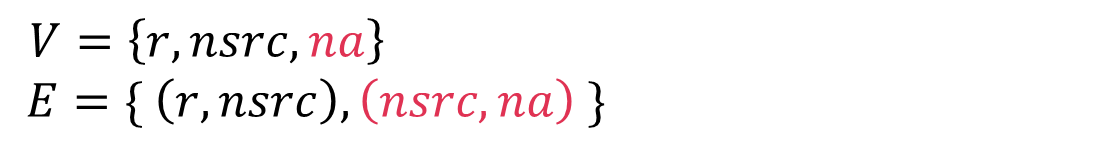 V = {r, nsrc, na}
E = { (r, nsrc), (nsrc, na) }